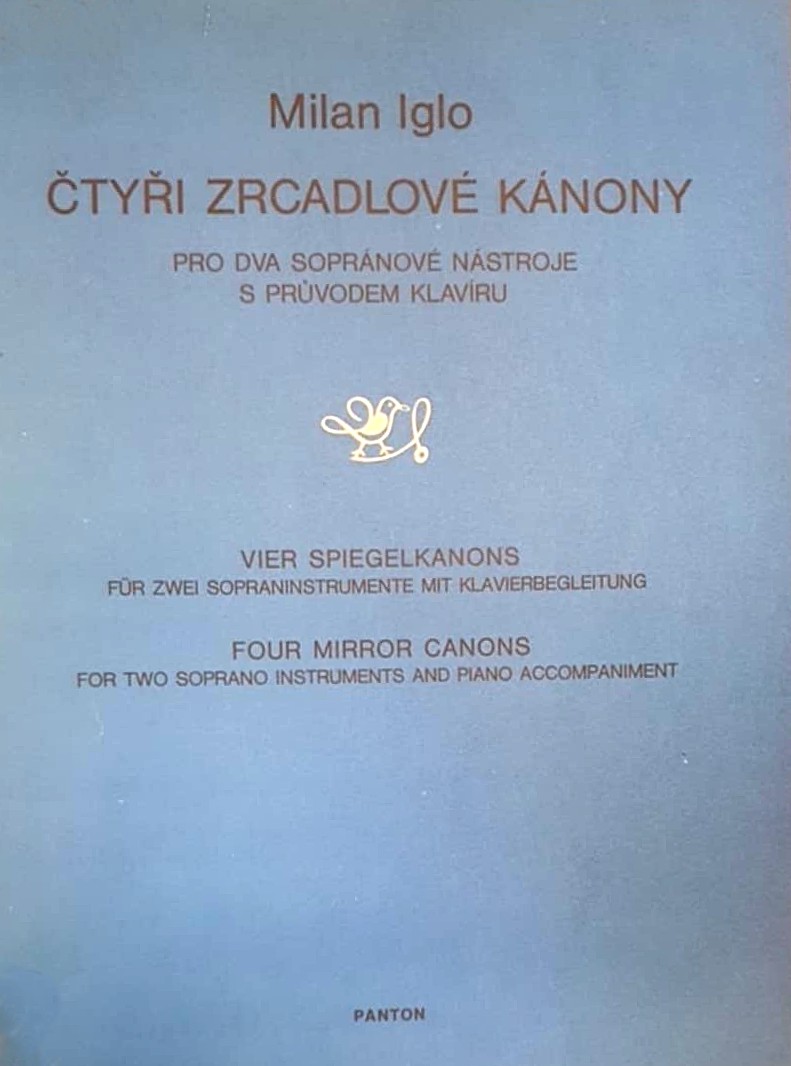 Milan Iglo
ČTYŘI ZRCADLOVÉ KÁNONY
PRO DVA SOPRÁNOVÉ NÁSTROJE
S PRŮVODEM KLAVÍRU
VIER SPIEGELKANONS
FÜR ZWEI SOPRANINSTRUMENTE MIT KLAVIERBEGLEITUNG
FOUR MIRROR CANONS
FOR TWO SOPRANO INSTRUMENTS AND PIANO ACCOMPANIMENT
PANTON